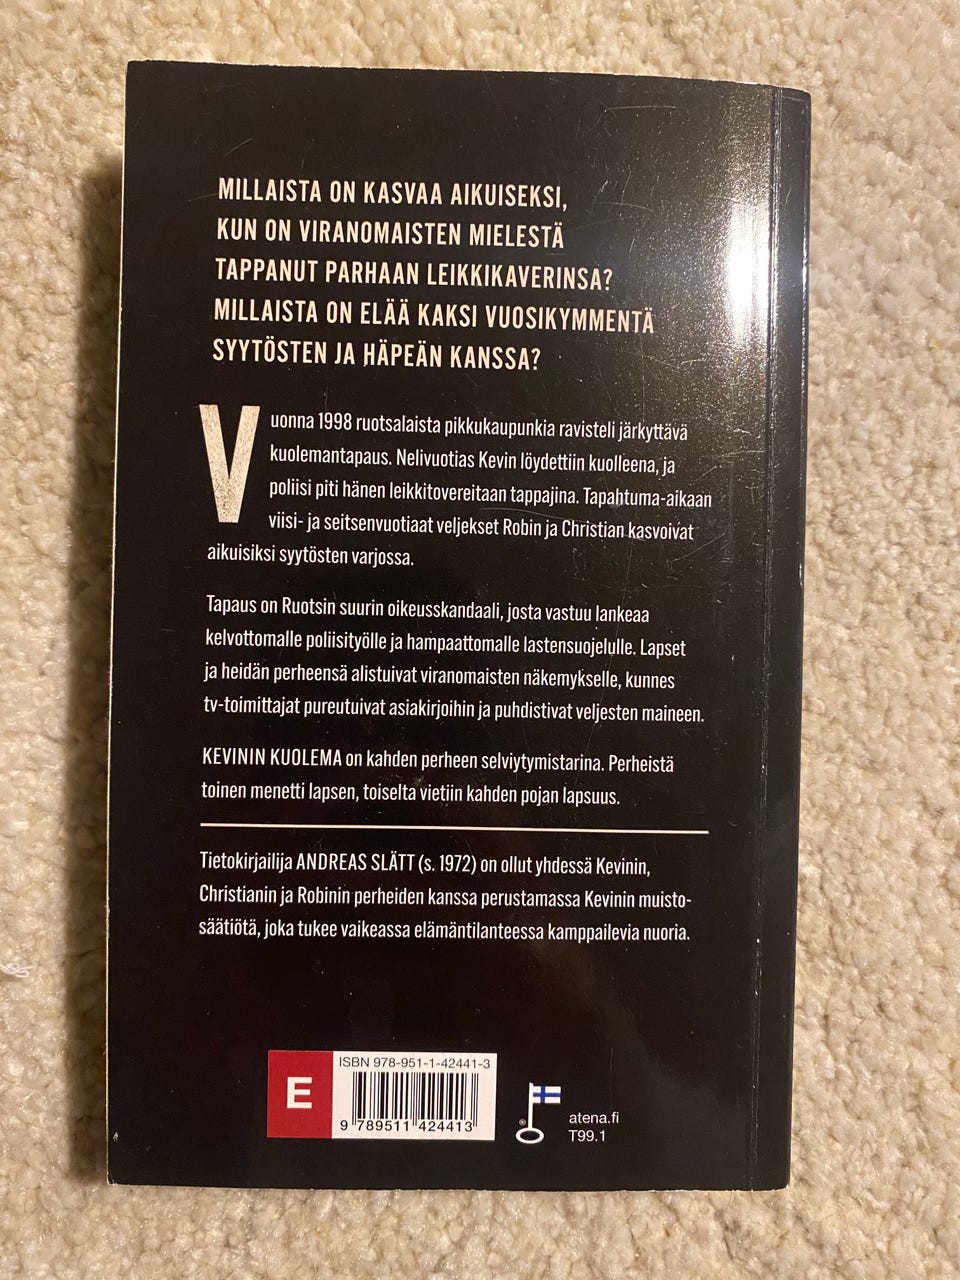 MILLAISTA ON KASVAA AIKUISEKSI,
KUN ON VIRANOMAISTEN MIELESTÄ
TAPPANUT PARHAAN LEIKKIKAVERINSA?
MILLAISTA ON ELÄÄ KAKSI VUOSIKYMMENTÄ
SYYTÖSTEN JA HÄPEÄN KANSSA?
Vuonna 1998 ruotsalaista pikkukaupunkia ravisteli järkyttävä
kuolemantapaus. Nelivuotias Kevin löydettiin kuolleena, ja
poliisi piti hänen leikkitovereitaan tappajina. Tapahtuma-aikaan
viisi- ja seitsenvuotiaat veljekset Robin ja Christian kasvoivat
aikuisiksi syytösten varjossa.
Tapaus on Ruotsin suurin oikeusskandaali, josta vastuu lankeaa
kelvottomalle poliisityölle ja hampaattomalle lastensuojelulle. Lapset
ja heidän perheensä alistuivat viranomaisten näkemykselle, kunnes
tv-toimittajat pureutuivat asiakirjoihin ja puhdistivat veljesten maineen.
KEVININ KUOLEMA on kahden perheen selviytymistarina. Perheistä
toinen menetti lapsen, toiselta vietiin kahden pojan lapsuus.
Tietokirjailija ANDREAS SLÄTT (s. 1972) on ollut yhdessä Kevinin,
Christianin ja Robinin perheiden kanssa perustamassa Kevinin muisto-
säätiötä, joka tukee vaikeassa elämäntilanteessa kamppailevia nuoria.
E
ISBN 978-951-1-42441-3
9 789511 424413
®
atena.fi
T99.1